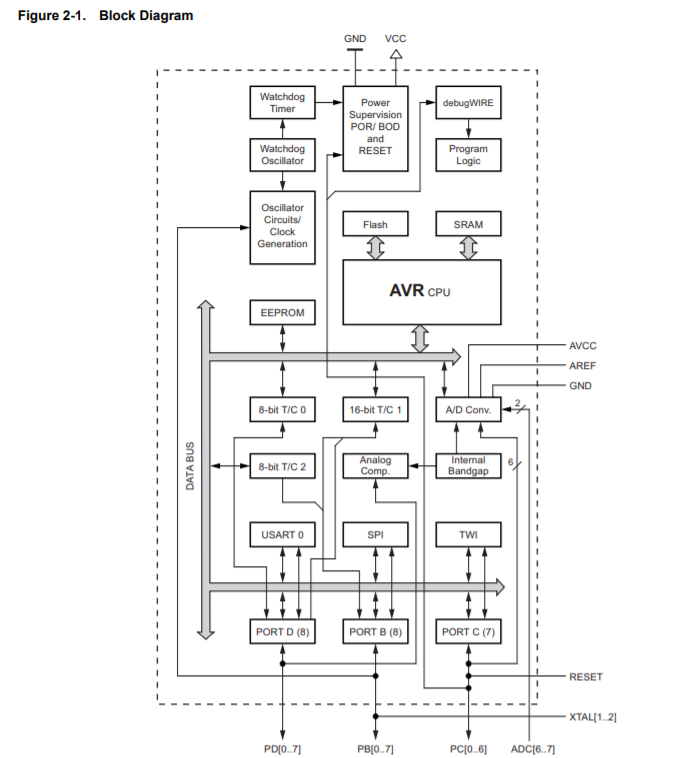 Figure 2-1. Block Diagram
GND
VCC
Watchdog
Timer
Power
Supervision
POR/ BOD
and
RESET
debugWIRE
Watchdog
Oscillator
Program
Logic
Oscillator
Circuits/
Clock
Generation
Flash
SRAM
AVR CPU
EEPROM
AVCC
AREF
GND
8-bit T/C 0
16-bit T/C 1
A/D Conv.
2
DATA BUS
8-bit T/C 2
Analog
Comp.
Internal
Bandgap
6
USART 0
SPI
TWI
PORT D (8)
PORT B (8)
PORT C (7)
RESET
XTAL[1..2]
PD[0..7]
PB[0..7]
PC[0..6]
ADC[6..7]